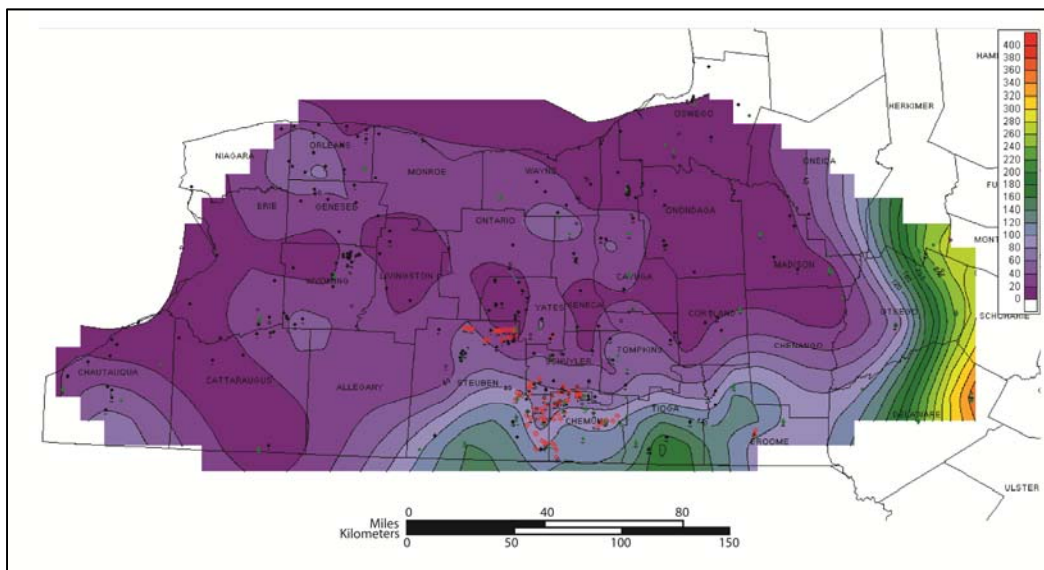 400
HAM
380
360
340
320
HERKIMER
300
OSWEGO
280
260
240
ORLEANS
220
NIAGARA
ONEIDA
200
MONROE
WAYNE
180
FU
160
140
ERIE
GENESEE
120
ONONDAGA
ONTARIO
100
MONT
80
60
CAYUGA
MADISON
40
WYOMING
LIVINGSTON
20
YATES
SENECA
0
CORTLAND
OTSEGO
SCHOHARIE
CHENANGO
SCHUYLER
TOMPKINS
CHAUTAUQUA
CATTARAUGUS
ALLEGANY
STEUBEN
TIOGA
DELAWARE
CHEMUNG
BROOME
ULSTER
0 40 80
Miles
Kilometers
0 50 100 150